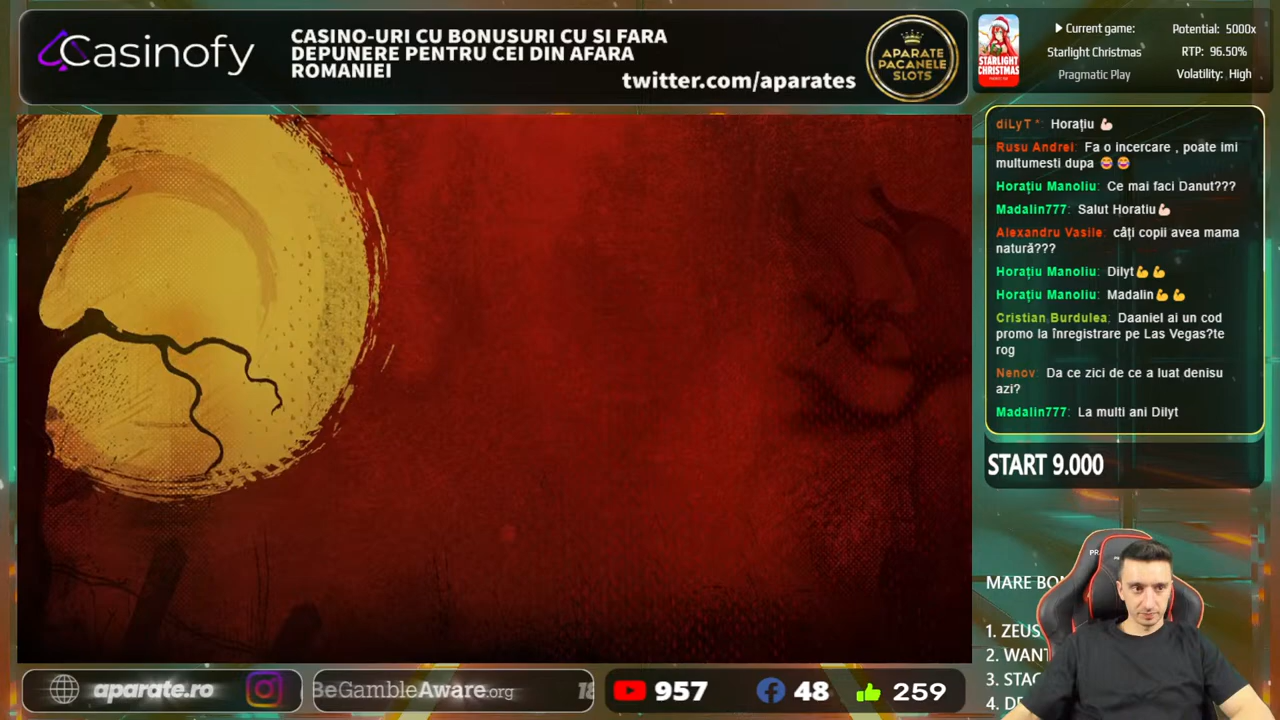 Casinofy
CASINO-URI CU BONUSURI CU SI FARA
DEPUNERE PENTRU CEI DIN AFARA
ROMANIEI
twitter.com/aparates
APARATE
PACANELE
SLOTS
STARLIGHT
CHRISTMAS
Current game:
Starlight Christmas
Pragmatic Play
Potential: 5000x
RTP: 96.50%
Volatility: High
diLyT *: Horațiu 💪🏻
Rusu Andrei: Fa o incercare , poate imi
multumesti dupa 😂😂
Horațiu Manoliu: Ce mai faci Danut???
Madalin777: Salut Horatiu💪🏻
Alexandru Vasile: câți copii avea mama
natură???
Horațiu Manoliu: Dilyt💪💪
Horațiu Manoliu: Madalin💪💪
Cristian Burdulea: Daaniel ai un cod
promo la înregistrare pe Las Vegas?te
rog
Nenov: Da ce zici de ce a luat denisu
azi?
Madalin777: La multi ani Dilyt
START 9.000
MARE
1. ZEUS
2. WANT
3.
4.
aparate.ro
BeGambleAware.org
957
48
259